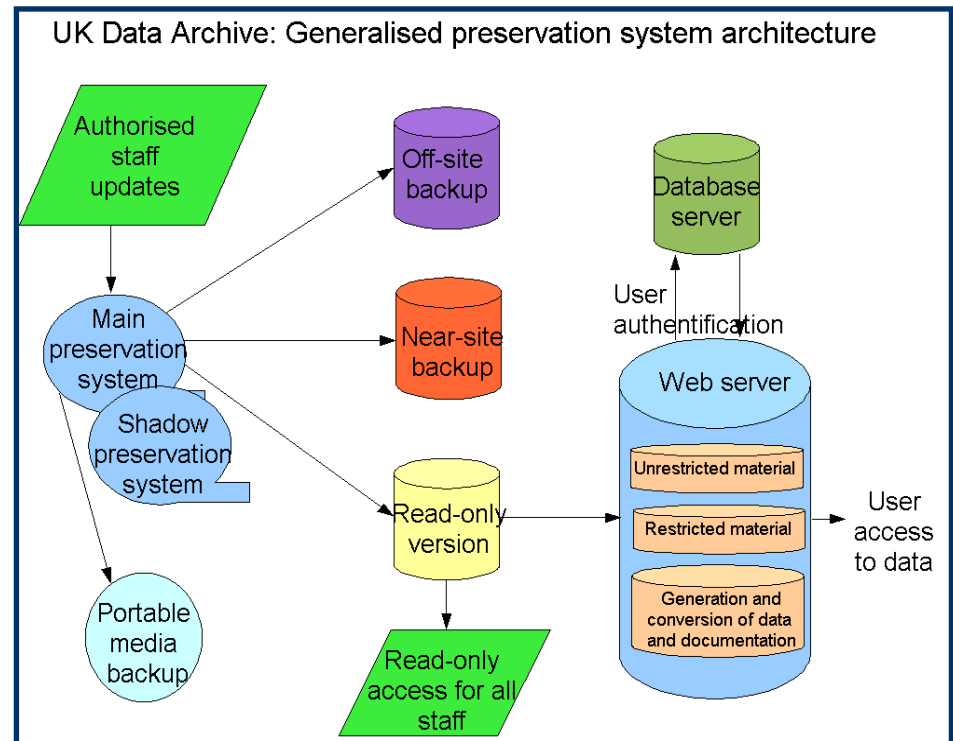 UK Data Archive: Generalised preservation system architecture
Authorised
staff
updates
Off-site
backup
Database
server
User
authentification
Main
preservation
system
Near-site
backup
Web server
Shadow
preservation
system
Unrestricted material
Read-only
version
Restricted material
User
access
to data
Generation and
conversion of data
and documentation
Portable
media
backup
Read-only
access for all
staff